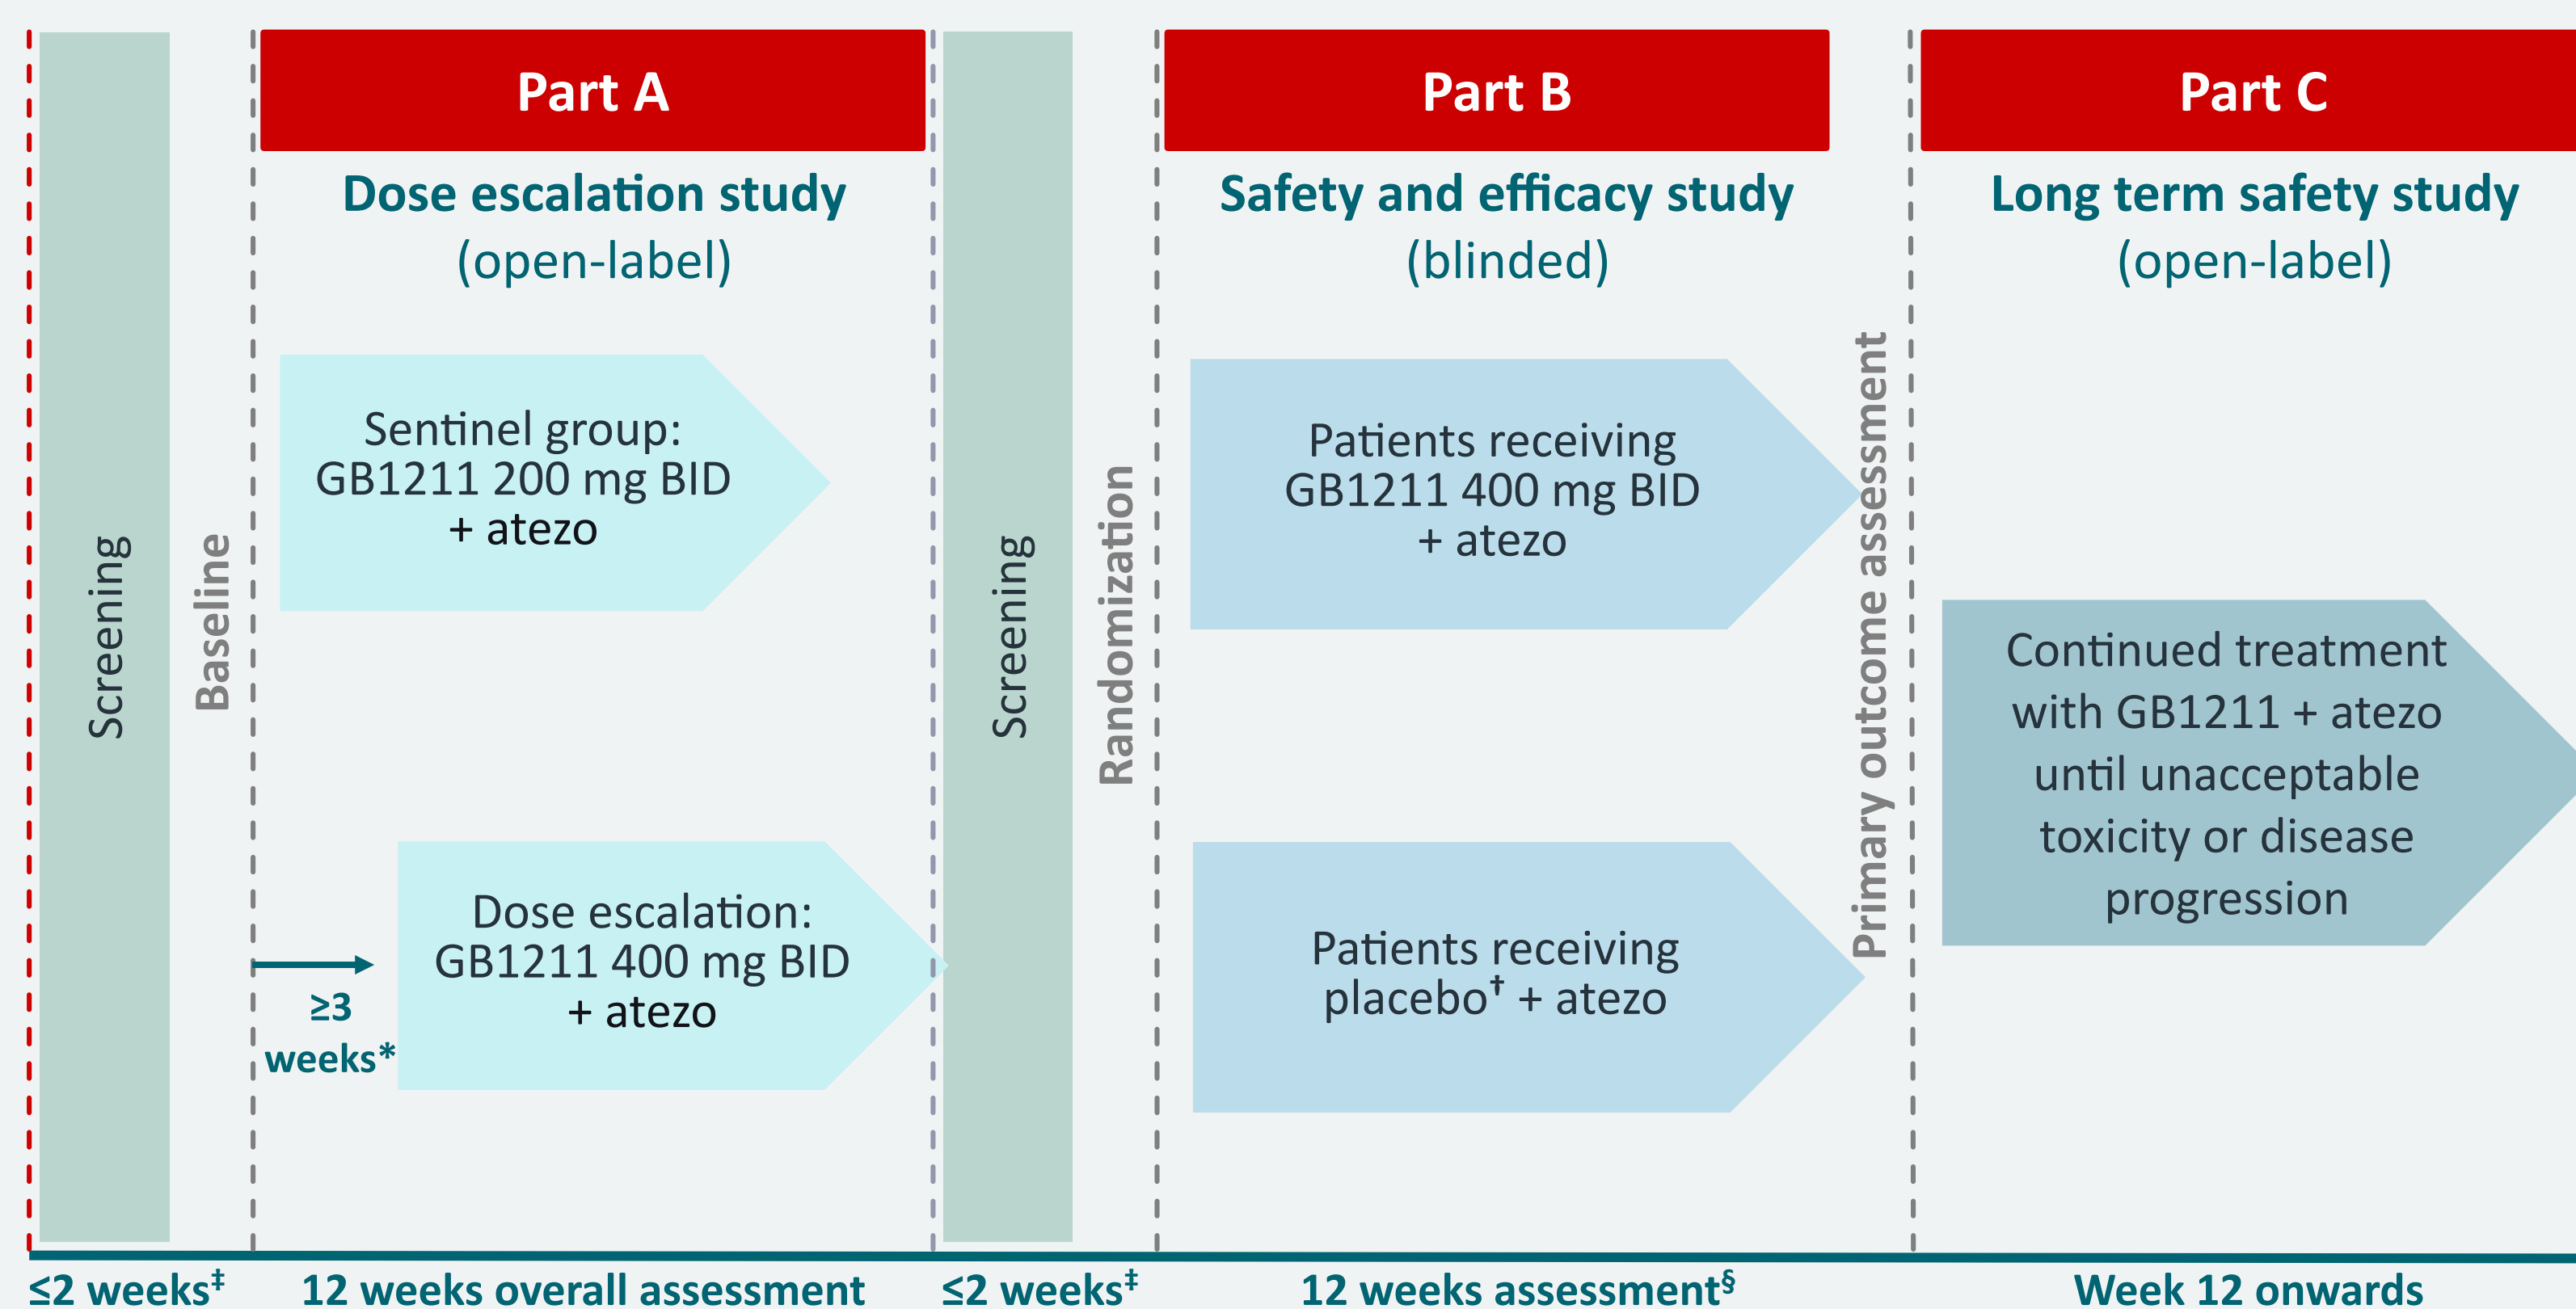 Screening
Baseline
Part A
Dose escalation study
(open-label)
Sentinel group:
GB1211 200 mg BID
+ atezo
≥3
weeks*
Dose escalation:
GB1211 400 mg BID
+ atezo
Screening
Randomization
Part B
Safety and efficacy study
(blinded)
Patients receiving
GB1211 400 mg BID
+ atezo
Patients receiving
placebo† + atezo
Primary outcome assessment
Part C
Long term safety study
(open-label)
Continued treatment
with GB1211 + atezo
until unacceptable
toxicity or disease
progression
≤2 weeks‡
12 weeks overall assessment
≤2 weeks‡
12 weeks assessment§
Week 12 onwards